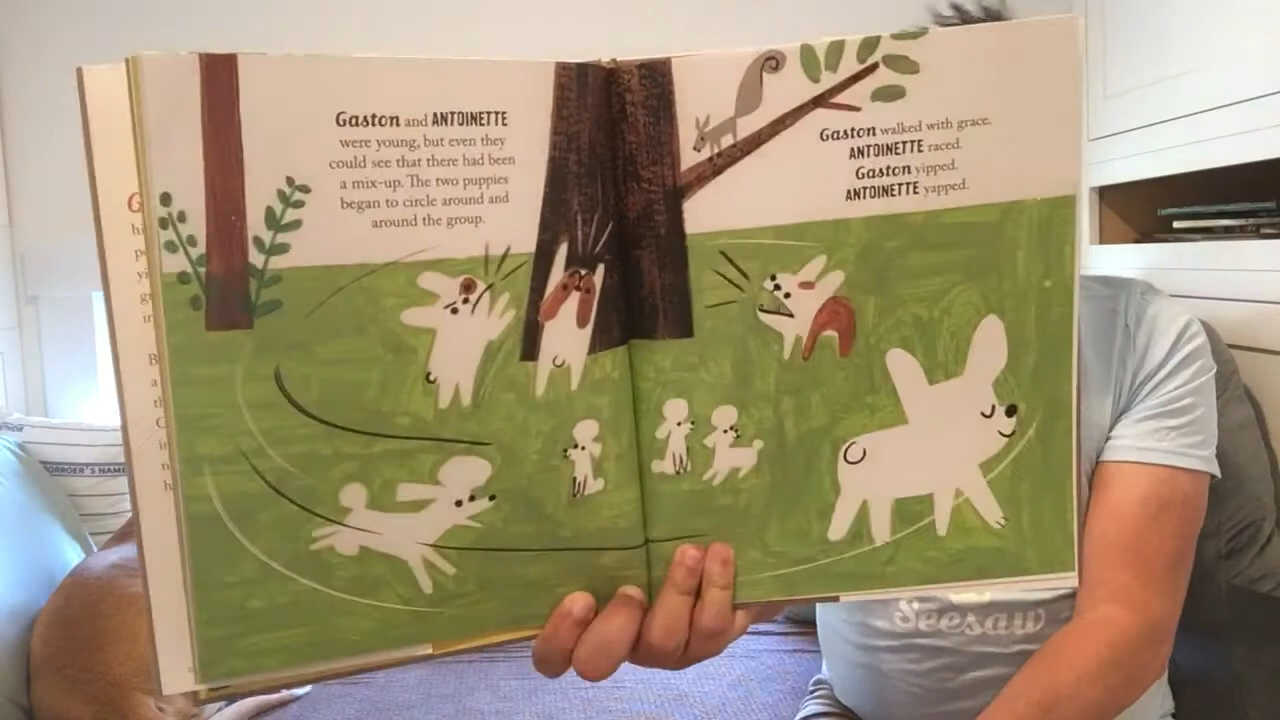 Gaston and ANTOINETTE
were young, but even they
could see that there had been
a mix-up. The two puppies
began to circle around and
around the group.
Gaston walked with grace.
ANTOINETTE raced.
Gaston yipped.
ANTOINETTE yapped.
Seesaw